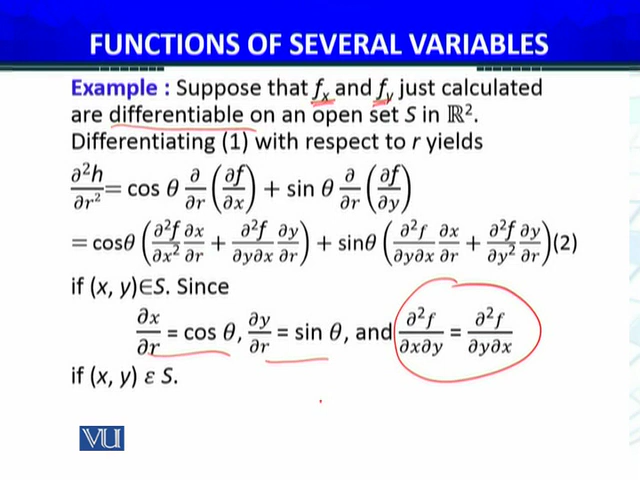 FUNCTIONS OF SEVERAL VARIABLES
Example : Suppose that fₓ and fᵧ just calculated
are differentiable on an open set S in ℝ².
Differentiating (1) with respect to r yields
∂²h/∂r² = cos θ ∂/∂r (∂f/∂x) + sin θ ∂/∂r (∂f/∂y)
= cosθ (∂²f/∂x² ∂x/∂r + ∂²f/∂y∂x ∂y/∂r) + sinθ (∂²f/∂y∂x ∂x/∂r + ∂²f/∂y² ∂y/∂r) (2)
if (x, y)∈S. Since
∂x/∂r = cos θ, ∂y/∂r = sin θ, and ∂²f/∂x∂y = ∂²f/∂y∂x
if (x, y) ε S.
VU